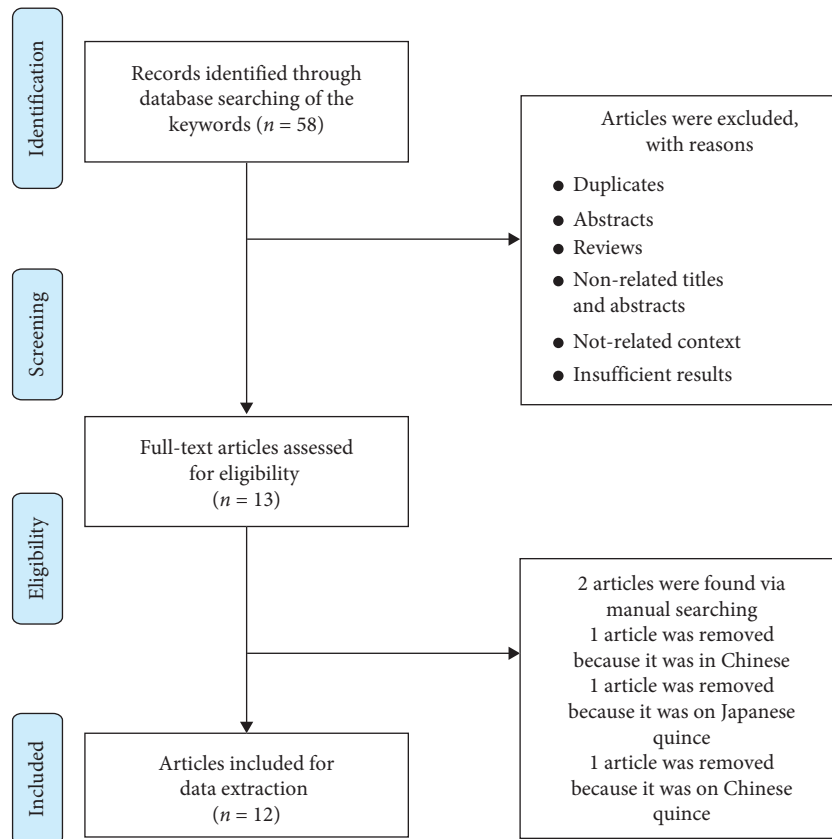 Identification
Records identified through
database searching of the
keywords (n = 58)
Articles were excluded,
with reasons
● Duplicates
● Abstracts
● Reviews
● Non-related titles
and abstracts
● Not-related context
● Insufficient results
Screening
Full-text articles assessed
for eligibility
(n = 13)
Eligibility
2 articles were found via
manual searching
1 article was removed
because it was in Chinese
1 article was removed
because it was on Japanese
quince
1 article was removed
because it was on Chinese
quince
Included
Articles included for
data extraction
(n = 12)